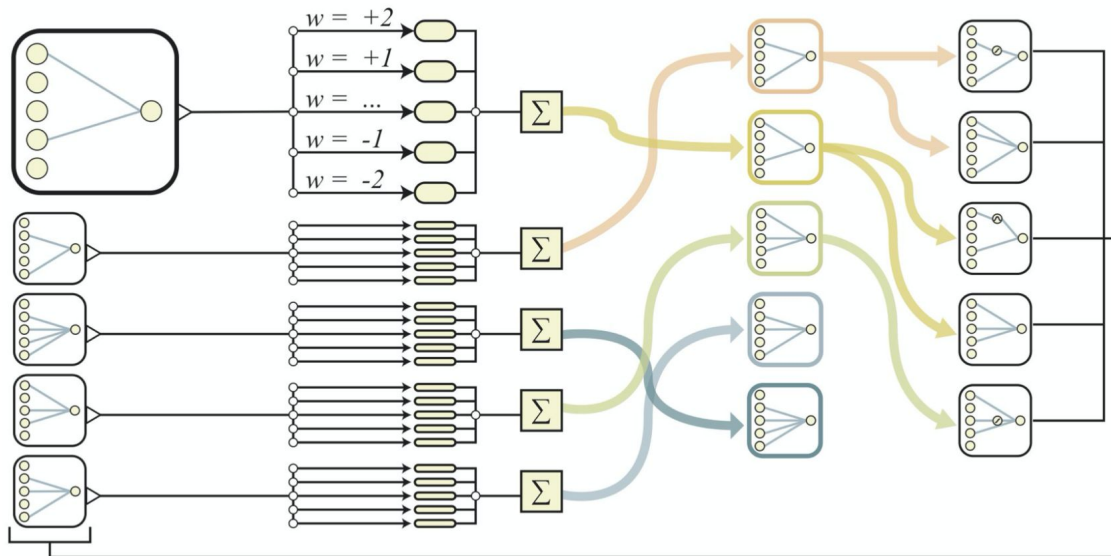 w = +2
w = +1
w = ...
w = -1
w = -2
Σ
Σ
Σ
Σ
Σ